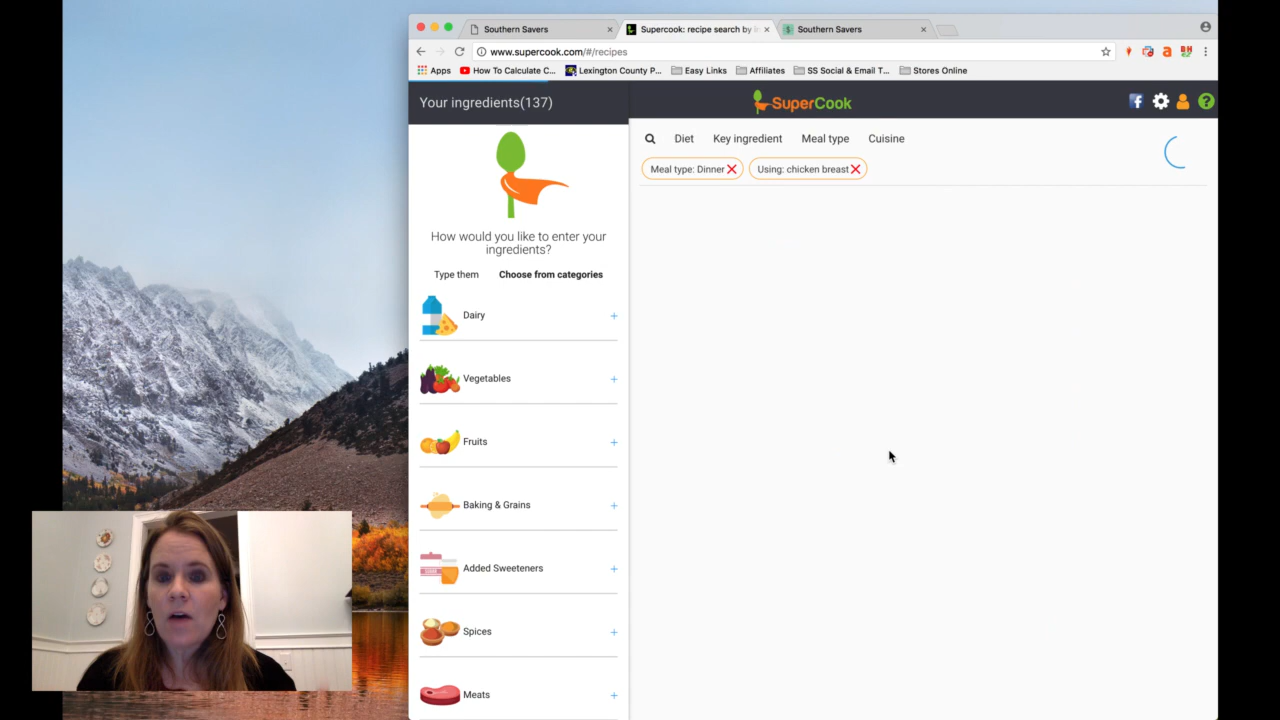 Southern Savers
Supercook: recipe search by i
Southern Savers
www.supercook.com/#/recipes
Apps
How To Calculate C...
Lexington County P...
Easy Links
Affiliates
SS Social & Email T...
Stores Online
Your ingredients(137)
SuperCook
How would you like to enter your
ingredients?
Type them
Choose from categories
Dairy
Vegetables
Fruits
Baking & Grains
Added Sweeteners
Spices
Meats
Diet
Key ingredient
Meal type
Cuisine
Meal type: Dinner
Using: chicken breast